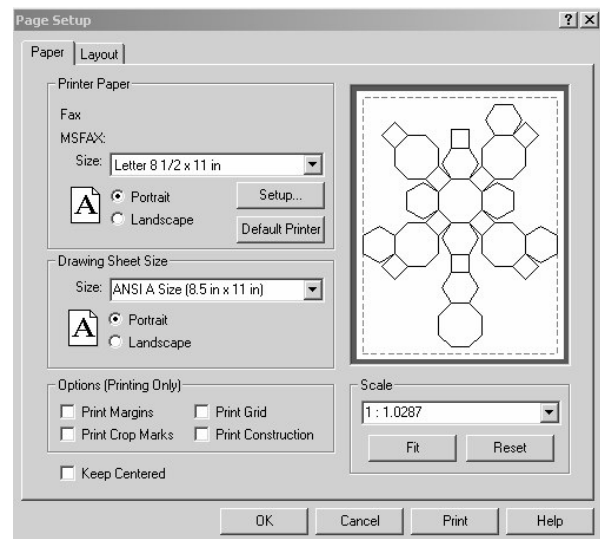 Page Setup
Paper Layout
Printer Paper
Fax
MSFAX:
Size: Letter 8 1/2 x 11 in
A Portrait
Landscape
Setup...
Default Printer
Drawing Sheet Size
Size: ANSI A Size (8.5 in x 11 in)
A Portrait
Landscape
Options (Printing Only)
Print Margins Print Grid
Print Crop Marks Print Construction
Keep Centered
Scale
1 : 1.0287
Fit Reset
OK Cancel Print Help